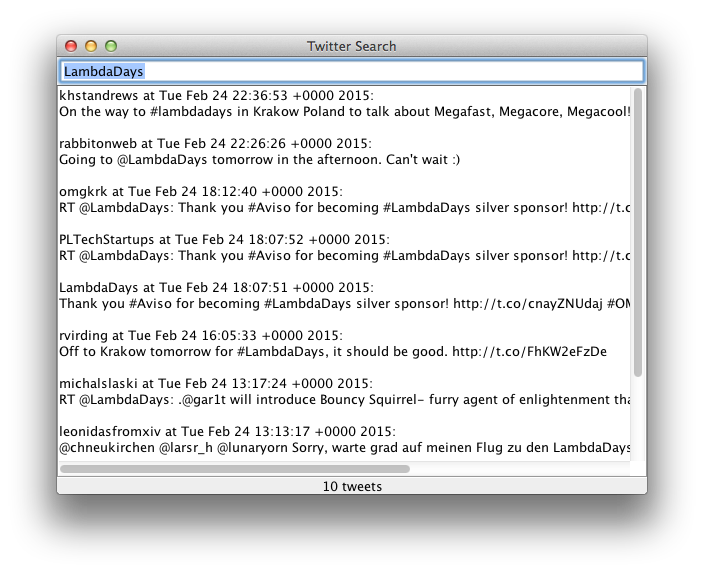 Twitter Search
LambdaDays
khstandrews at Tue Feb 24 22:36:53 +0000 2015:
On the way to #lambdadays in Krakow Poland to talk about Megafast, Megacore, Megacool!
rabbitonweb at Tue Feb 24 22:26:26 +0000 2015:
Going to @LambdaDays tomorrow in the afternoon. Can't wait :)
omgkrk at Tue Feb 24 18:12:40 +0000 2015:
RT @LambdaDays: Thank you #Aviso for becoming #LambdaDays silver sponsor! http://t.c
PLTechStartups at Tue Feb 24 18:07:52 +0000 2015:
RT @LambdaDays: Thank you #Aviso for becoming #LambdaDays silver sponsor! http://t.c
LambdaDays at Tue Feb 24 18:07:51 +0000 2015:
Thank you #Aviso for becoming #LambdaDays silver sponsor! http://t.co/cnayZNUdaj #OM
rvirding at Tue Feb 24 16:05:33 +0000 2015:
Off to Krakow tomorrow for #LambdaDays, it should be good. http://t.co/FhKW2eFzDe
michalslaski at Tue Feb 24 13:17:24 +0000 2015:
RT @LambdaDays: .@gar1t will introduce Bouncy Squirrel- furry agent of enlightenment tha
leonidasfromxiv at Tue Feb 24 13:13:17 +0000 2015:
@chneukirchen @larsr_h @lunaryorn Sorry, warte grad auf meinen Flug zu den LambdaDays
10 tweets